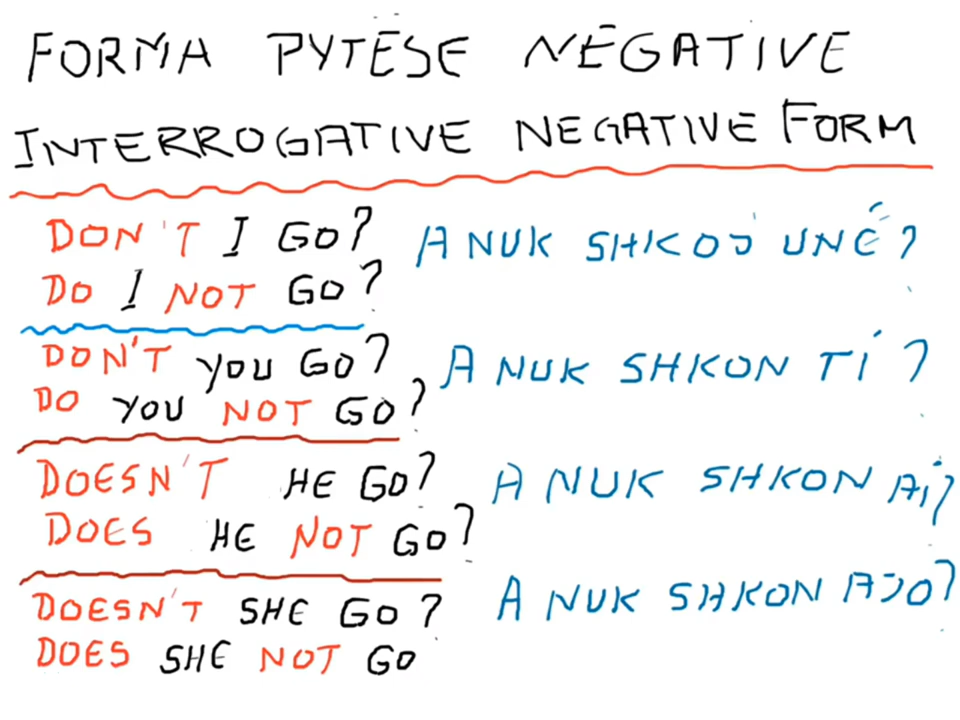 FORMA PYTËSE NEGATIVE
INTERROGATIVE NEGATIVE FORM
DON'T I GO? A NUK SHKOJ UNË?
DO I NOT GO?
DON'T YOU GO? A NUK SHKON TI?
DO YOU NOT GO?
DOESN'T HE GO? A NUK SHKON AI?
DOES HE NOT GO?
DOESN'T SHE GO? A NUK SHKON AJO?
DOES SHE NOT GO